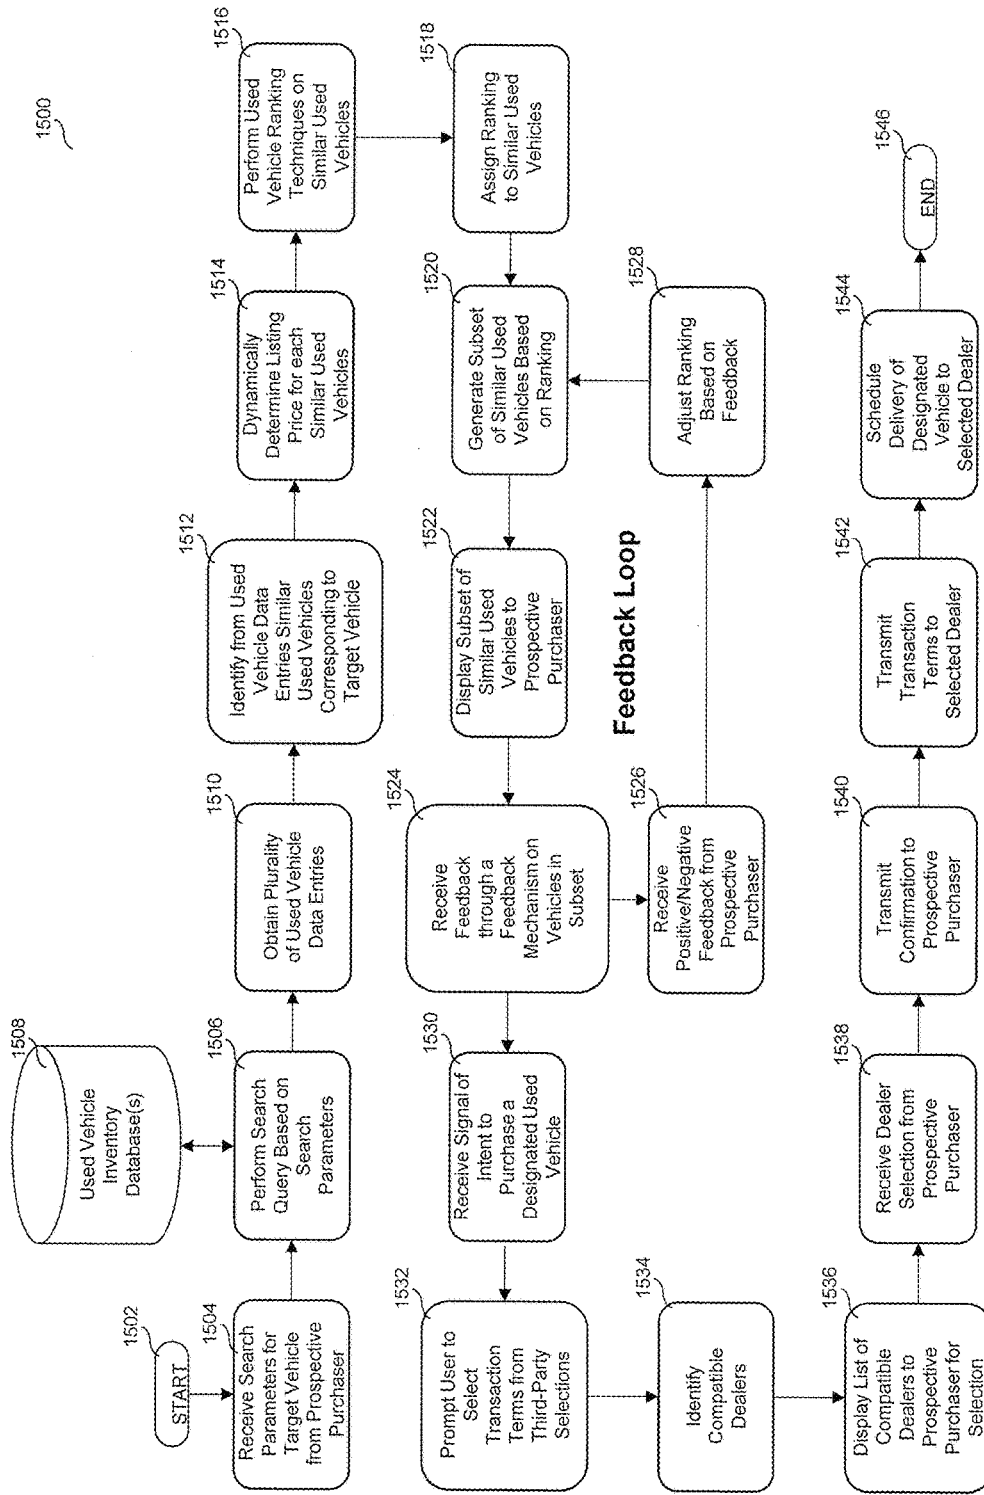 1500
1502
START
1504
Receive Search
Parameters for
Target Vehicle
from Prospective
Purchaser
1508
Used Vehicle
Inventory
Database(s)
1506
Perform Search
Query Based on
Search
Parameters
1510
Obtain Plurality
of Used Vehicle
Data Entries
1512
Identify from Used
Vehicle Data
Entries Similar
Used Vehicles
Corresponding to
Target Vehicle
1514
Dynamically
Determine Listing
Price for each
Similar Used
Vehicles
1516
Perform Used
Vehicle Ranking
Techniques on
Similar Used
Vehicles
1518
Assign Ranking
to Similar Used
Vehicles
1520
Generate Subset
of Similar Used
Vehicles Based
on Ranking
1522
Display Subset of
Similar Used
Vehicles to
Prospective
Purchaser
1524
Receive
Feedback
through a
Feedback
Mechanism on
Vehicles in
Subset
Feedback Loop
1526
Receive
Positive/Negative
Feedback from
Prospective
Purchaser
1528
Adjust Ranking
Based on
Feedback
1530
Receive Signal of
Intent to
Purchase a
Designated Used
Vehicle
1532
Prompt User to
Select
Transaction
Terms from
Third-Party
Selections
1534
Identify
Compatible
Dealers
1536
Display List of
Compatible
Dealers to
Prospective
Purchaser for
Selection
1538
Receive Dealer
Selection from
Prospective
Purchaser
1540
Transmit
Confirmation to
Prospective
Purchaser
1542
Transmit
Transaction
Terms to
Selected Dealer
1544
Schedule
Delivery of
Designated
Vehicle to
Selected Dealer
1546
END